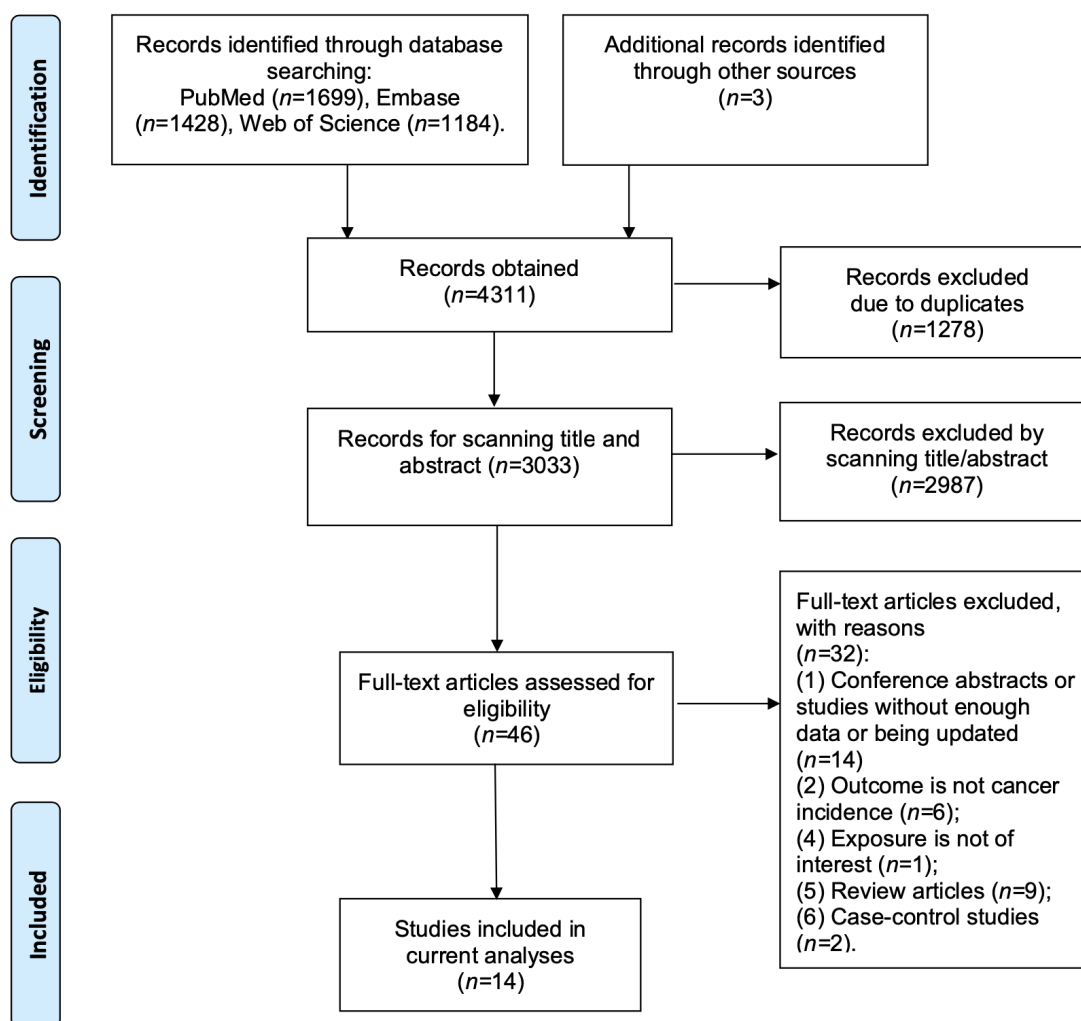 Identification
Records identified through database
searching:
PubMed (n=1699), Embase
(n=1428), Web of Science (n=1184).
Additional records identified
through other sources
(n=3)
Records obtained
(n=4311)
Records excluded
due to duplicates
(n=1278)
Screening
Records for scanning title and
abstract (n=3033)
Records excluded by
scanning title/abstract
(n=2987)
Eligibility
Full-text articles assessed for
eligibility
(n=46)
Full-text articles excluded,
with reasons
(n=32):
(1) Conference abstracts or
studies without enough
data or being updated
(n=14)
(2) Outcome is not cancer
incidence (n=6);
(4) Exposure is not of
interest (n=1);
(5) Review articles (n=9);
(6) Case-control studies
(n=2).
Included
Studies included in
current analyses
(n=14)